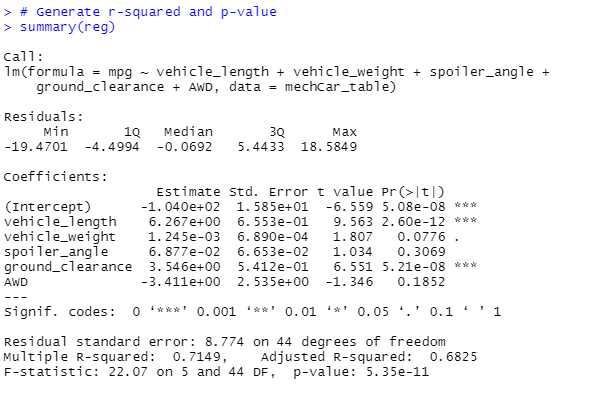 > # Generate r-squared and p-value
> summary(reg)
Call:
lm(formula = mpg ~ vehicle_length + vehicle_weight + spoiler_angle +
    ground_clearance + AWD, data = mechCar_table)
Residuals:
     Min       1Q   Median       3Q      Max
-19.4701  -4.4994  -0.0692   5.4433  18.5849
Coefficients:
                   Estimate Std. Error t value Pr(>|t|)
(Intercept)      -1.040e+02  1.585e+01  -6.559 5.08e-08 ***
vehicle_length    6.267e+00  6.553e-01   9.563 2.60e-12 ***
vehicle_weight    1.245e-03  6.890e-04   1.807   0.0776 .
spoiler_angle     6.877e-02  6.653e-02   1.034   0.3069
ground_clearance  3.546e+00  5.412e-01   6.551 5.21e-08 ***
AWD              -3.411e+00  2.535e+00  -1.346   0.1852
---
Signif. codes:  0 ‘***’ 0.001 ‘**’ 0.01 ‘*’ 0.05 ‘.’ 0.1 ‘ ’ 1
Residual standard error: 8.774 on 44 degrees of freedom
Multiple R-squared:  0.7149,    Adjusted R-squared:  0.6825
F-statistic: 22.07 on 5 and 44 DF,  p-value: 5.35e-11